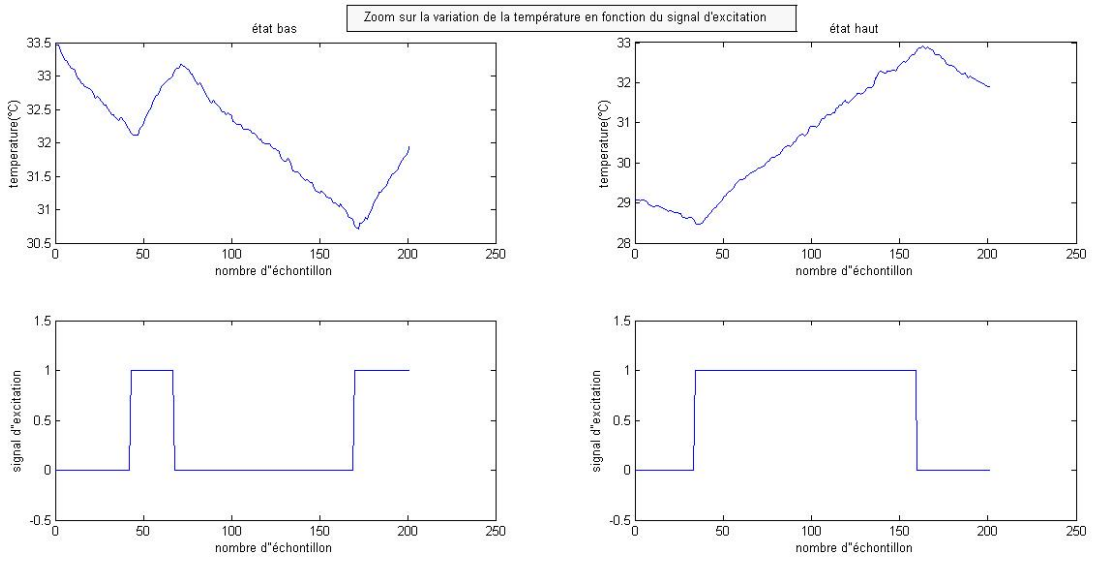 Zoom sur la variation de la température en fonction du signal d'excitation
état bas
33.5
33
32.5
32
31.5
31
30.5
temperature(°C)
0 50 100 150 200 250
nombre d"échontillon
état haut
33
32
31
30
29
28
temperature(°C)
0 50 100 150 200 250
nombre d"échontillon
1.5
1
0.5
0
-0.5
signal d"excitation
0 50 100 150 200 250
nombre d"échontillon
1.5
1
0.5
0
-0.5
signal d"excitation
0 50 100 150 200 250
nombre d"échontillon